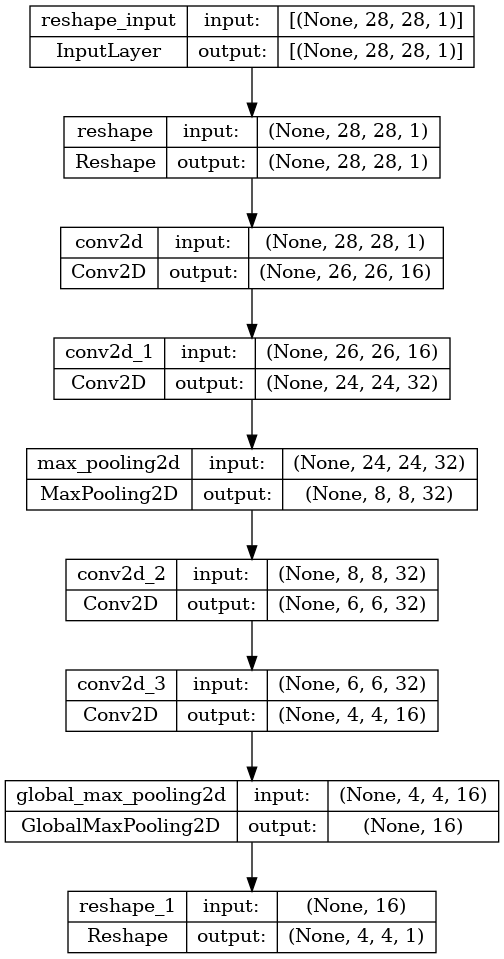 reshape_input input: [(None, 28, 28, 1)]
InputLayer output: [(None, 28, 28, 1)]
reshape input: (None, 28, 28, 1)
Reshape output: (None, 28, 28, 1)
conv2d input: (None, 28, 28, 1)
Conv2D output: (None, 26, 26, 16)
conv2d_1 input: (None, 26, 26, 16)
Conv2D output: (None, 24, 24, 32)
max_pooling2d input: (None, 24, 24, 32)
MaxPooling2D output: (None, 8, 8, 32)
conv2d_2 input: (None, 8, 8, 32)
Conv2D output: (None, 6, 6, 32)
conv2d_3 input: (None, 6, 6, 32)
Conv2D output: (None, 4, 4, 16)
global_max_pooling2d input: (None, 4, 4, 16)
GlobalMaxPooling2D output: (None, 16)
reshape_1 input: (None, 16)
Reshape output: (None, 4, 4, 1)